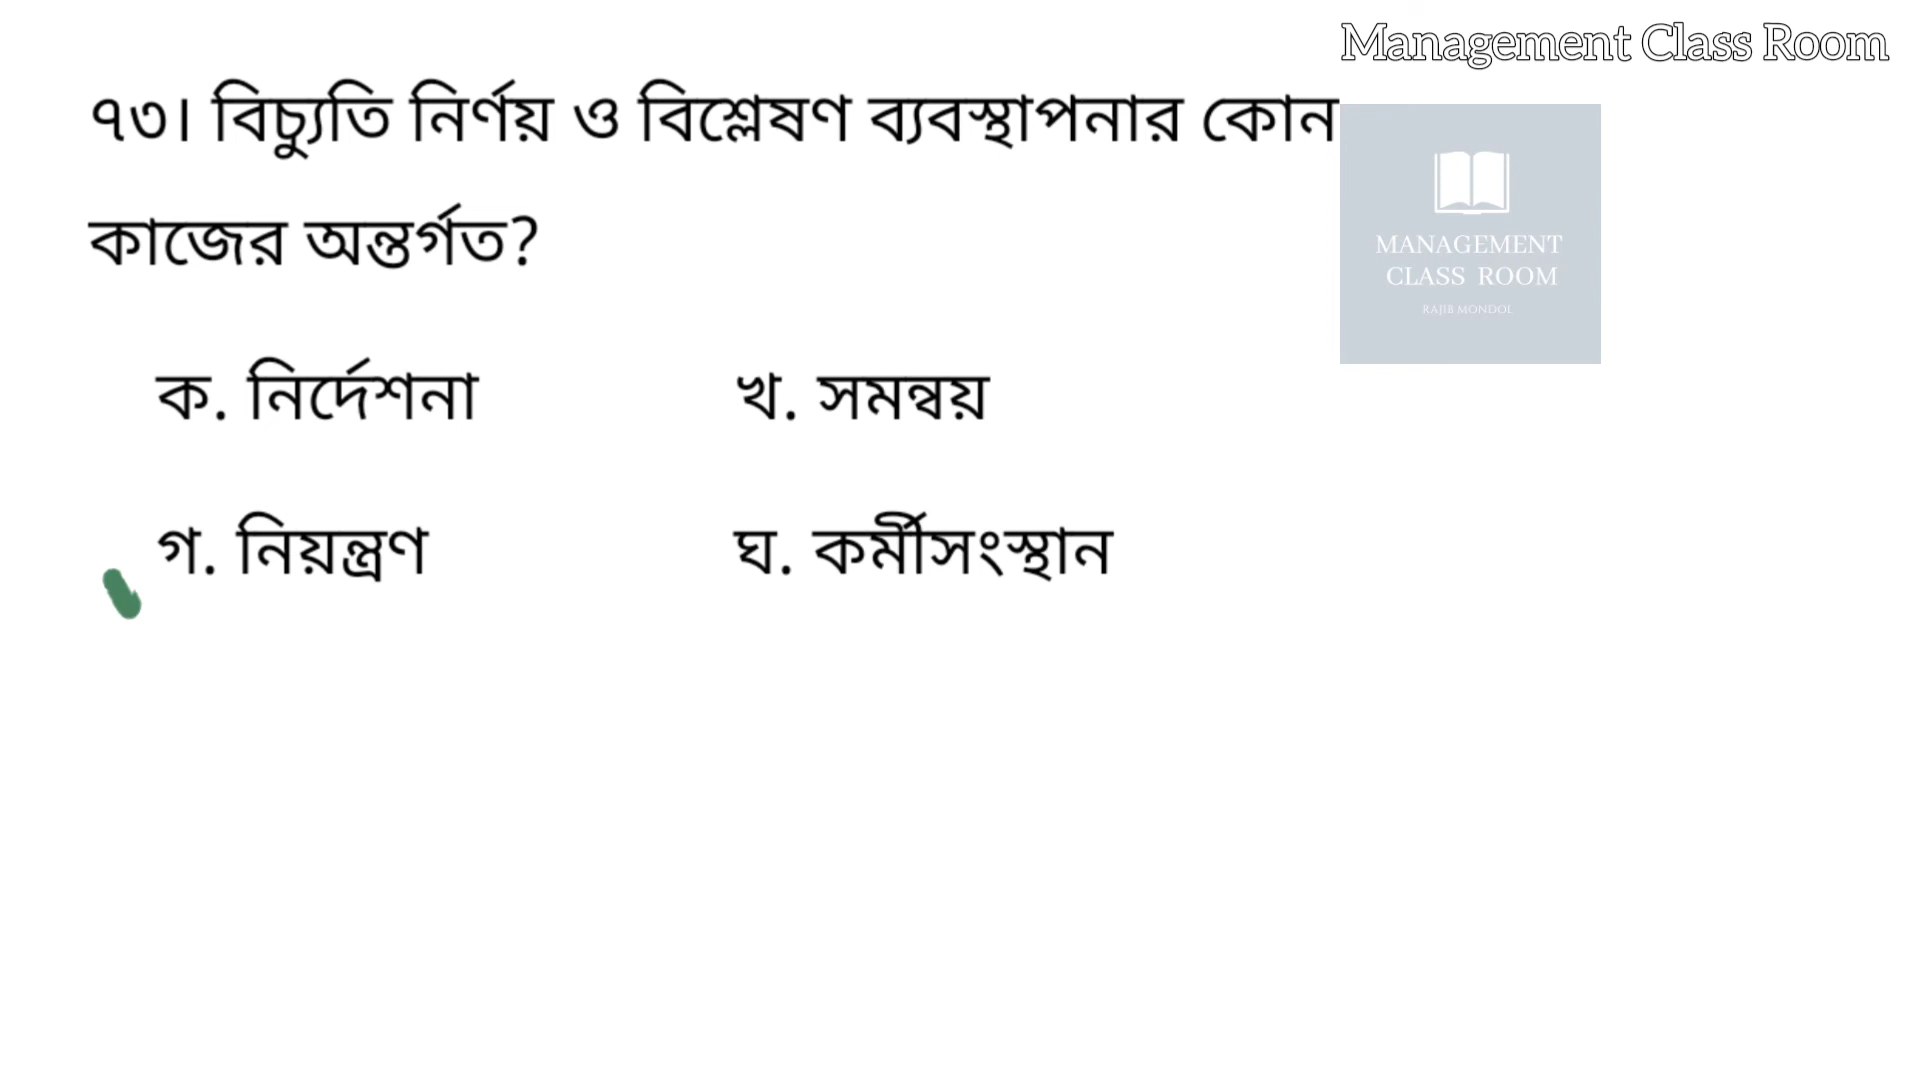 Management Class Room
৭৩। বিচ্যুতি নির্ণয় ও বিশ্লেষণ ব্যবস্থাপনার কোন
কাজের অন্তর্গত?
MANAGEMENT
CLASS ROOM
RAJIB MONDOL
ক. নির্দেশনা খ. সমন্বয়
গ. নিয়ন্ত্রণ ঘ. কর্মীসংস্থান